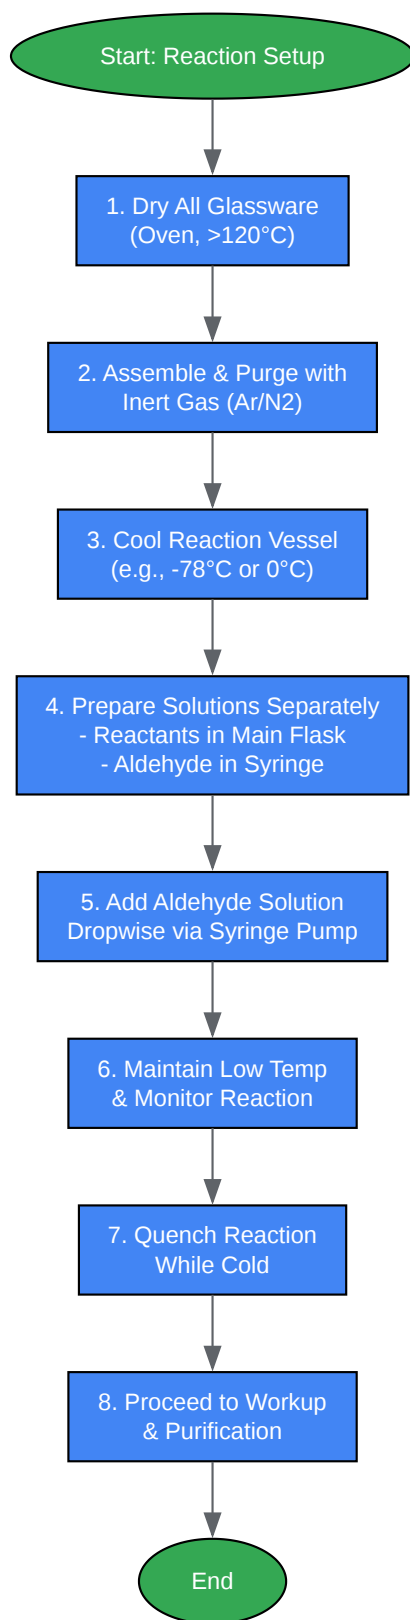 Start: Reaction Setup
1. Dry All Glassware
(Oven, >120°C)
2. Assemble & Purge with
Inert Gas (Ar/N2)
3. Cool Reaction Vessel
(e.g., -78°C or 0°C)
4. Prepare Solutions Separately
- Reactants in Main Flask
- Aldehyde in Syringe
5. Add Aldehyde Solution
Dropwise via Syringe Pump
6. Maintain Low Temp
& Monitor Reaction
7. Quench Reaction
While Cold
8. Proceed to Workup
& Purification
End